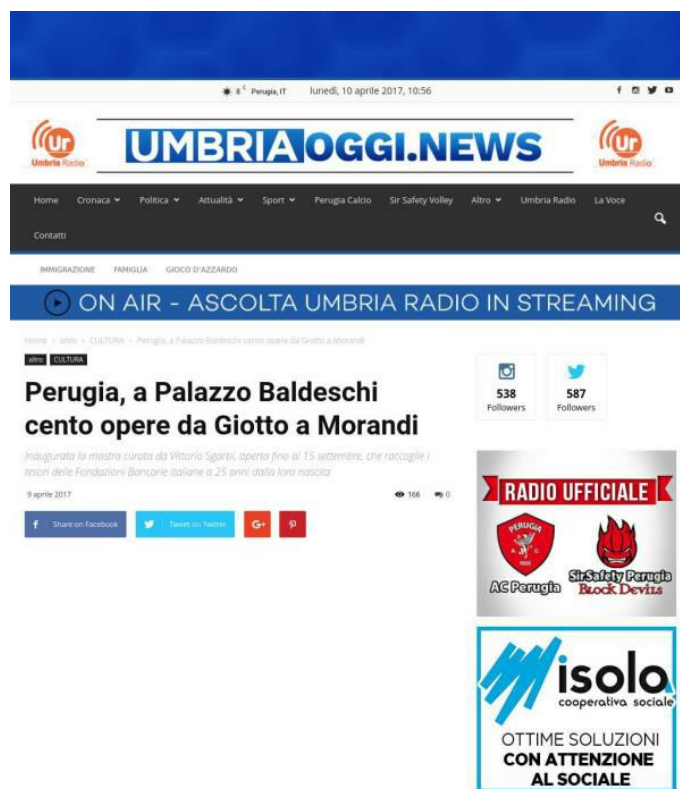 6 C Perugia, IT lunedì, 10 aprile 2017, 10:56
Ur
Umbria Radio
UMBRIAOGGI.NEWS
Ur
Umbria Radio
Home Cronaca Politica Attualità Sport Perugia Calcio Sir Safety Volley Altro Umbria Radio La Voce
Contatti
IMMIGRAZIONE FAMIGLIA GIOCO D'AZZARDO
ON AIR - ASCOLTA UMBRIA RADIO IN STREAMING
Home › altro › CULTURA › Perugia, a Palazzo Baldeschi cento opere da Giotto a Morandi
altro CULTURA
Perugia, a Palazzo Baldeschi
cento opere da Giotto a Morandi
Inaugurata la mostra curata da Vittorio Sgarbi, aperta fino al 15 settembre, che raccoglie i
tesori delle Fondazioni Bancarie italiane a 25 anni dalla loro nascita
9 aprile 2017 166 0
Share on Facebook Tweet on Twitter G+
538
Followers
587
Followers
RADIO UFFICIALE
PERUGIA
A. C.
1905
AC Perugia
SirSafety Perugia
BLOCK DEVILS
isola
cooperativa sociale
OTTIME SOLUZIONI
CON ATTENZIONE
AL SOCIALE